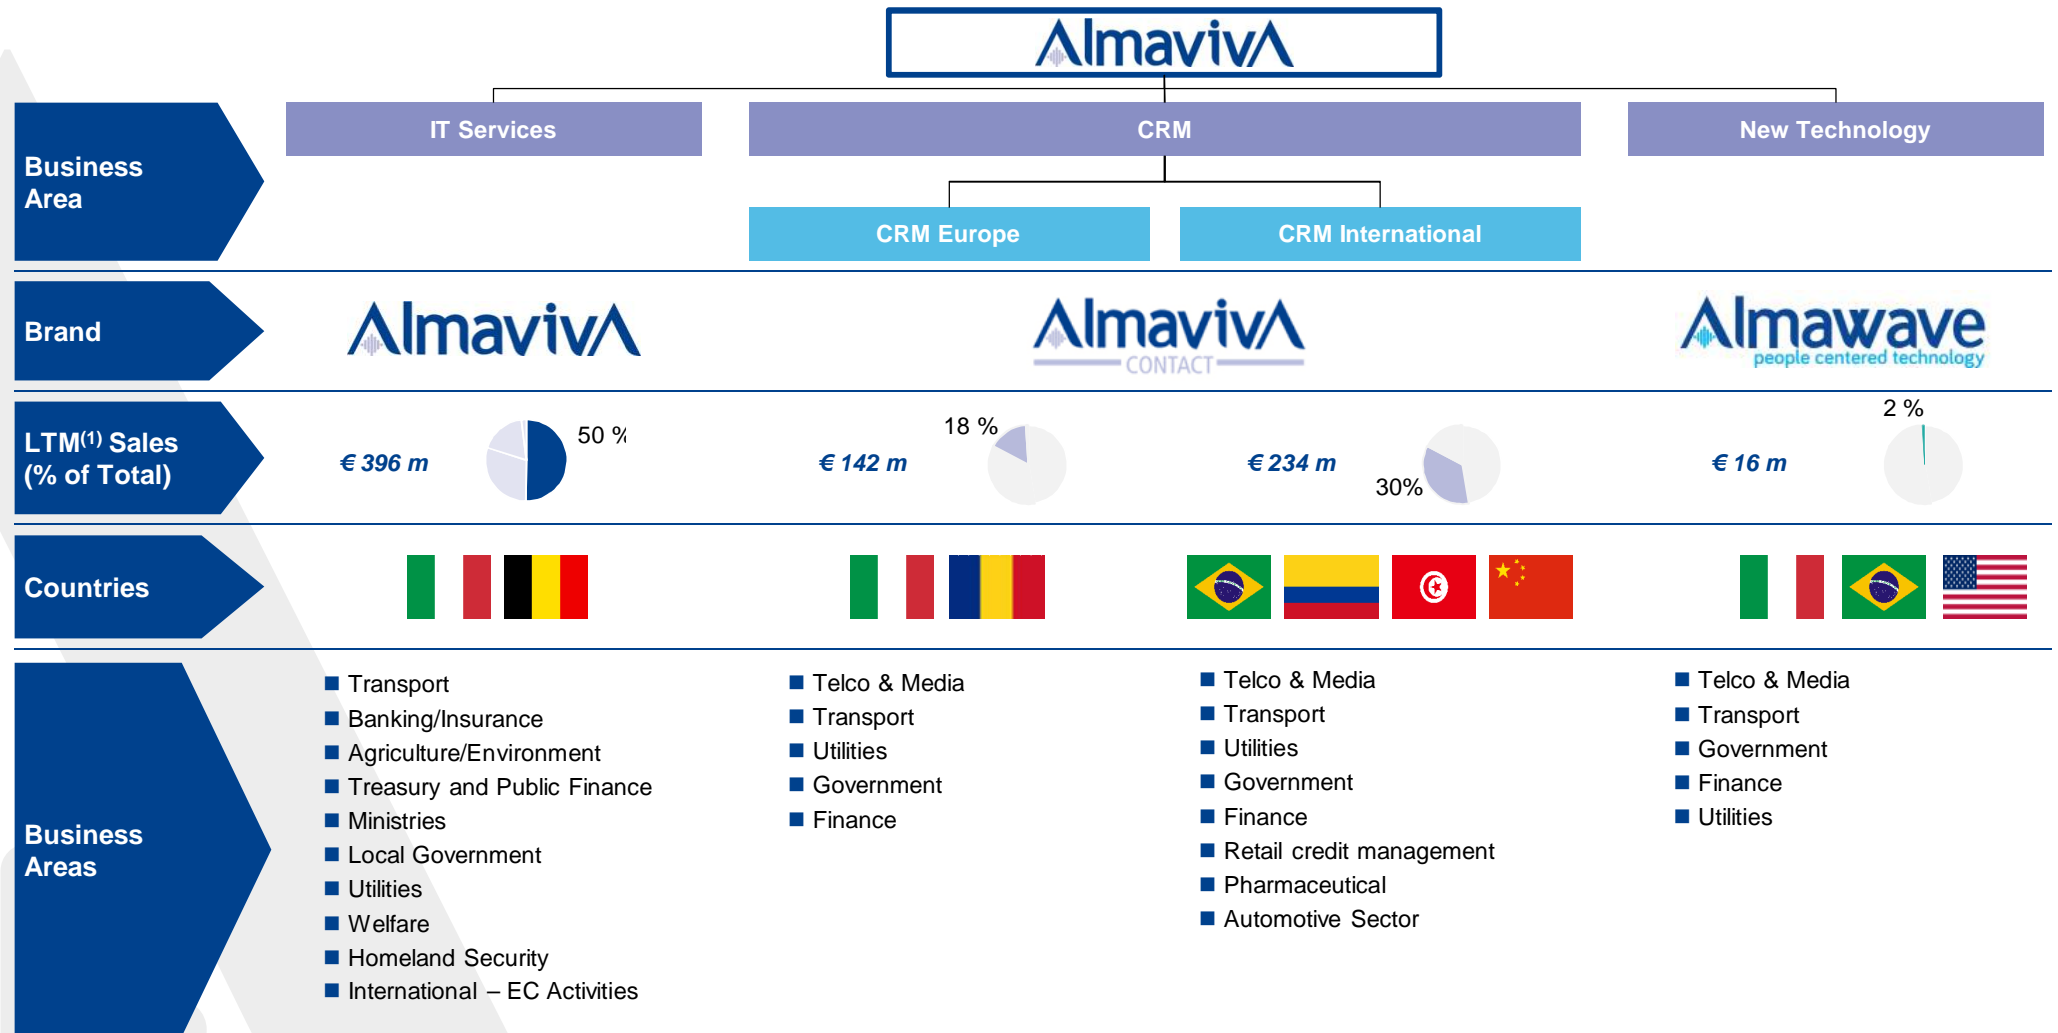 AlmavivA
Business
Area
IT Services
CRM
New Technology
CRM Europe
CRM International
Brand
AlmavivA
AlmavivA
CONTACT
Almawave
people centered technology
LTM(1) Sales
(% of Total)
€ 396 m
50 %
€ 142 m
18 %
€ 234 m
30%
€ 16 m
2 %
Countries
Business
Areas
Transport
Banking/Insurance
Agriculture/Environment
Treasury and Public Finance
Ministries
Local Government
Utilities
Welfare
Homeland Security
International – EC Activities
Telco & Media
Transport
Utilities
Government
Finance
Telco & Media
Transport
Utilities
Government
Finance
Retail credit management
Pharmaceutical
Automotive Sector
Telco & Media
Transport
Government
Finance
Utilities